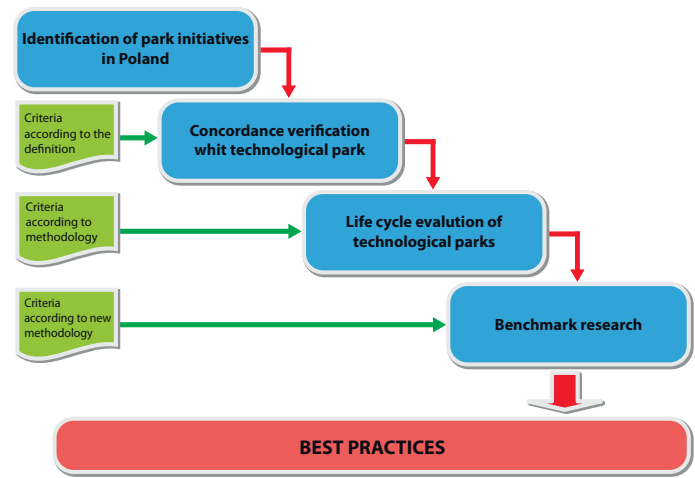 Identification of park initiatives
in Poland
Criteria
according to the
definition
Concordance verification
whit technological park
Criteria
according to
methodology
Life cycle evalution of
technological parks
Criteria
according to new
methodology
Benchmark research
BEST PRACTICES